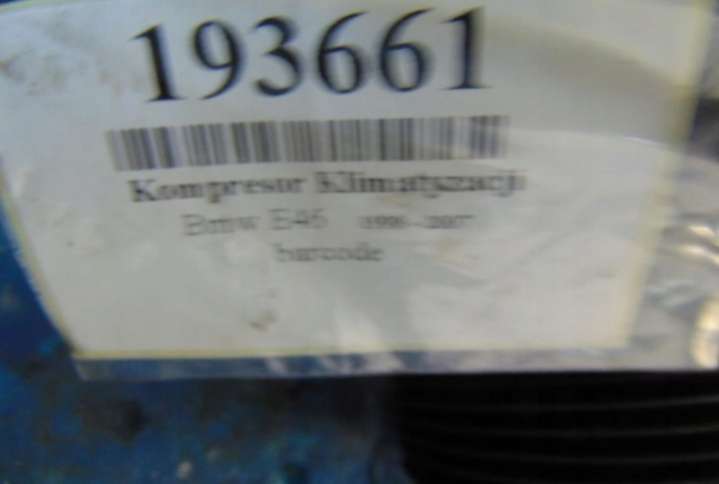 193661
Kompresor Klimatyzacji
Bmw E46 1998-2007
barcode